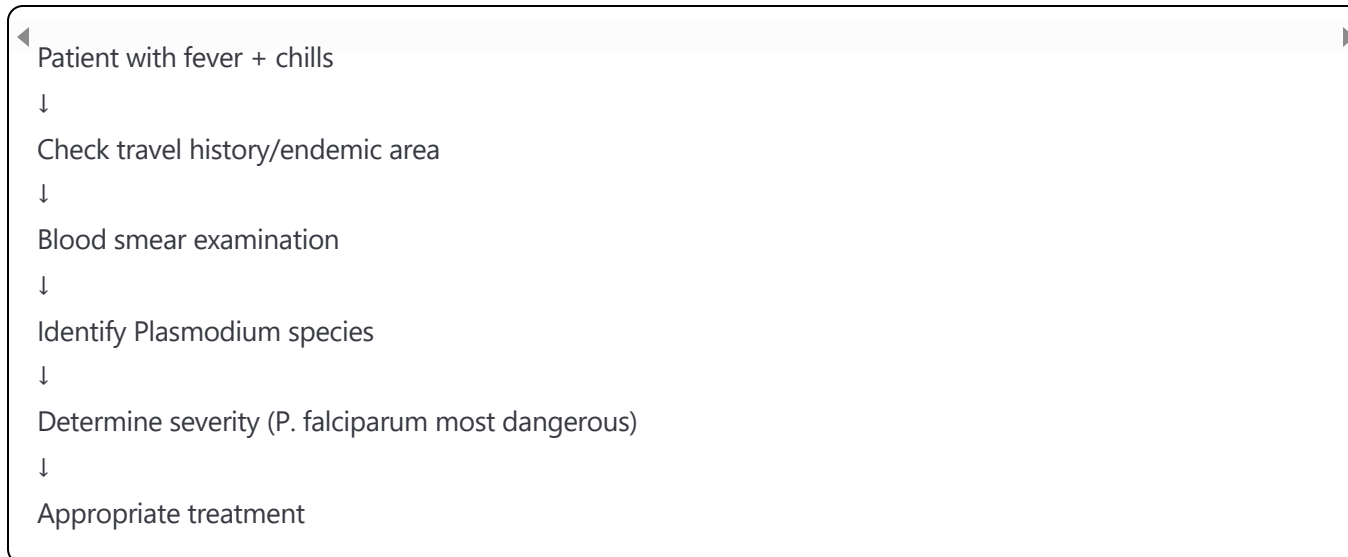 Patient with fever + chills
↓
Check travel history/endemic area
↓
Blood smear examination
↓
Identify Plasmodium species
↓
Determine severity (P. falciparum most dangerous)
↓
Appropriate treatment